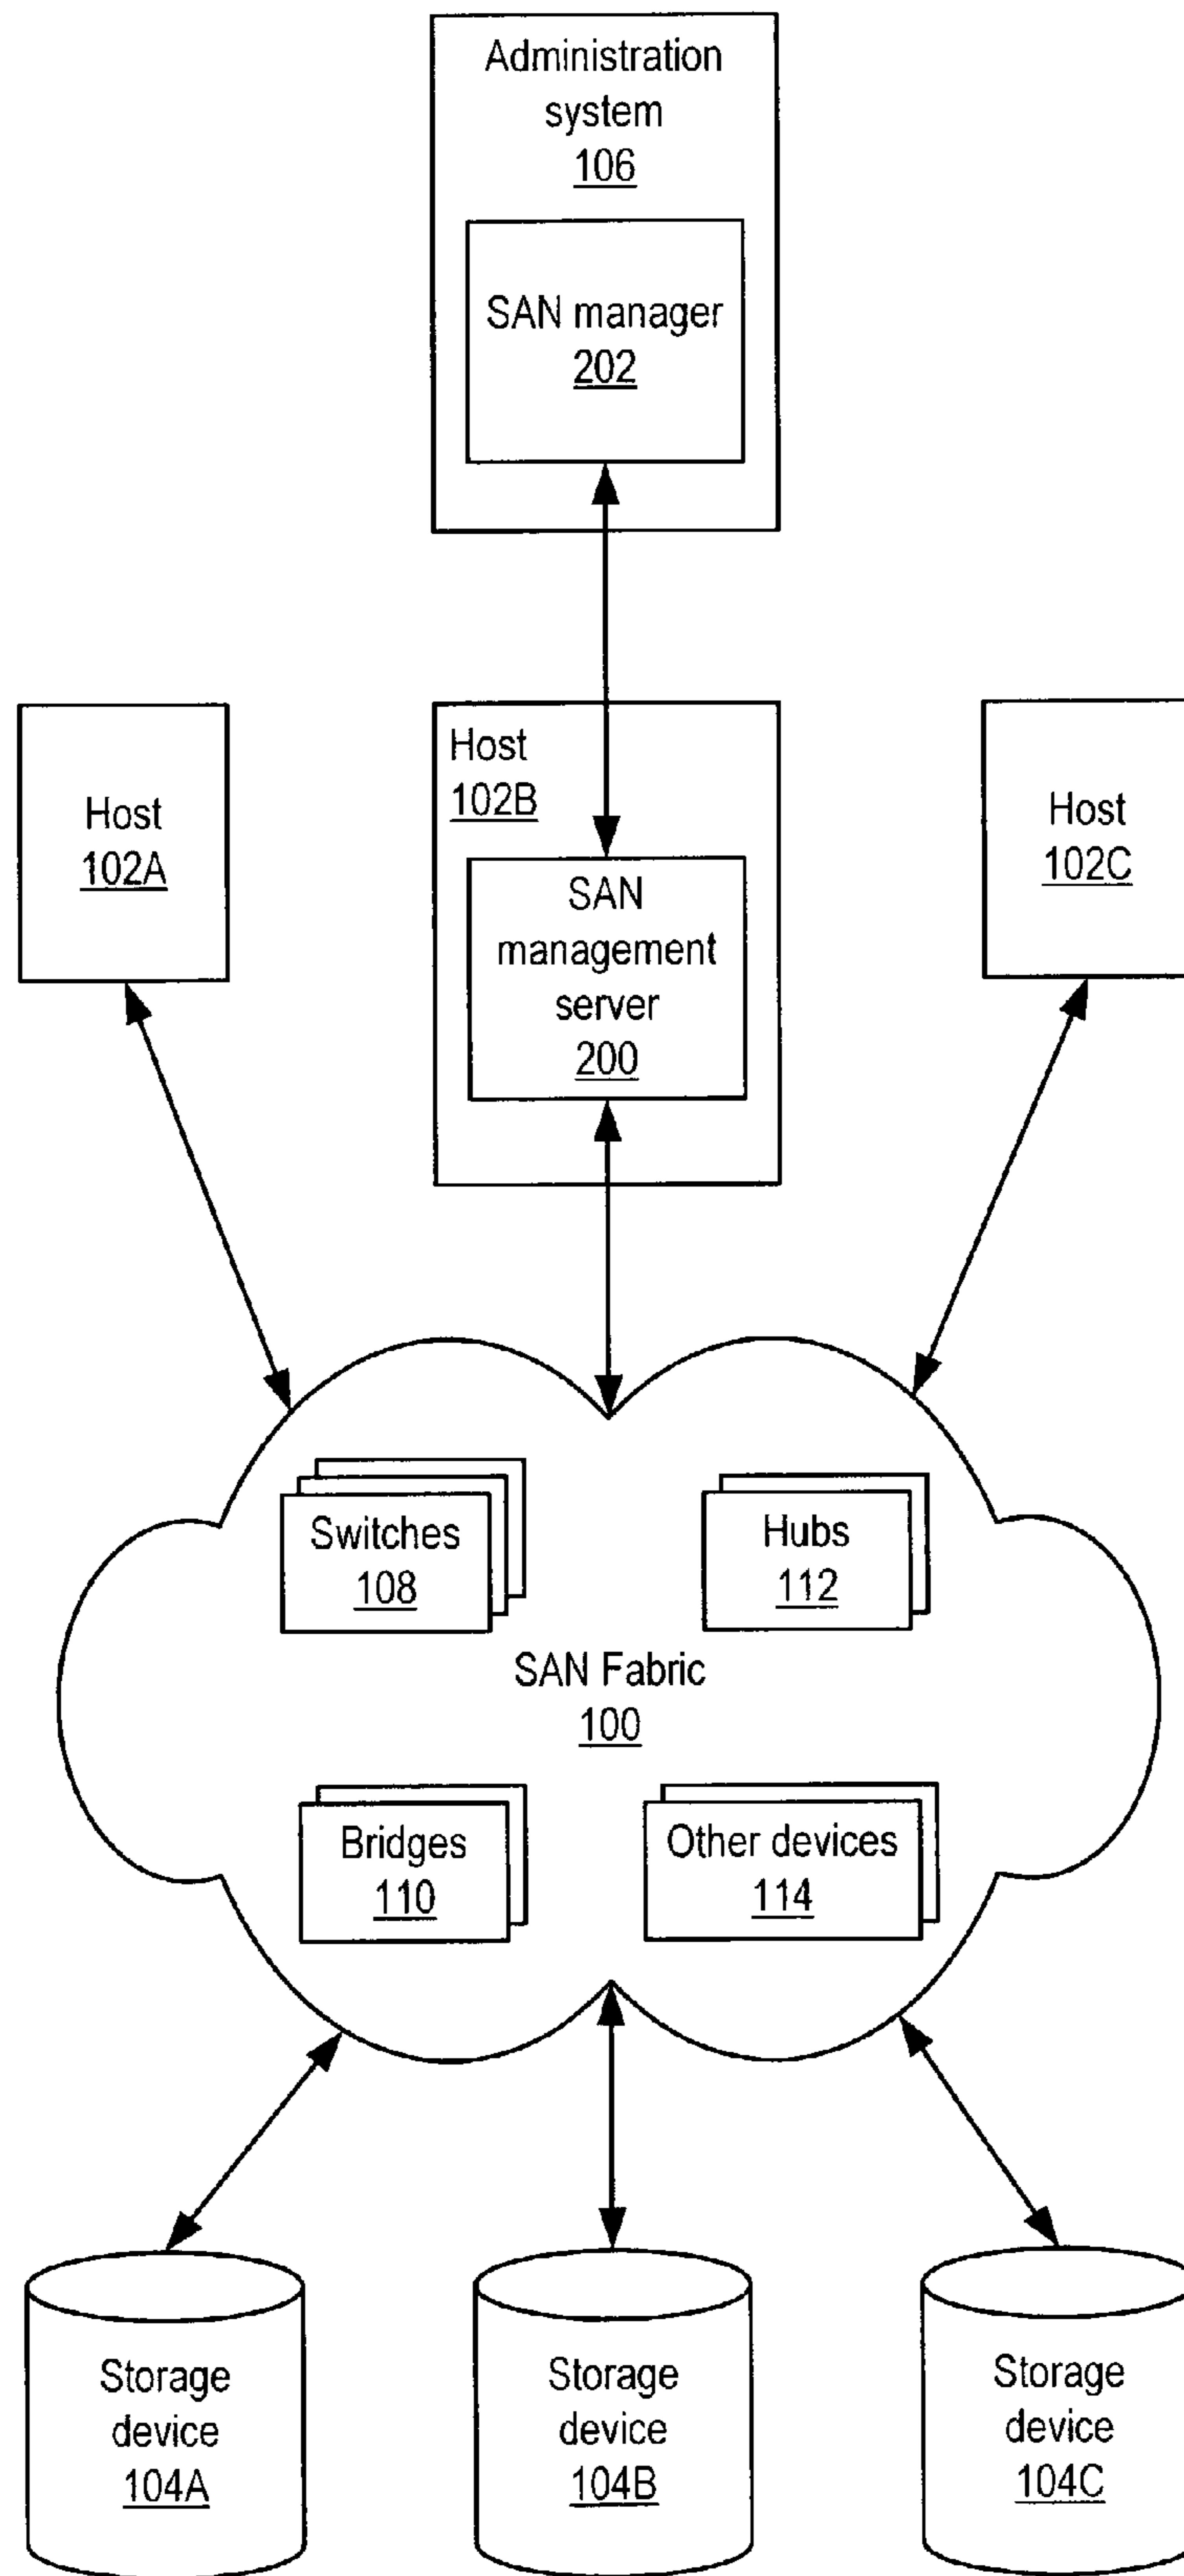 Administration
system
106
SAN manager
202
Host
102A
Host
102B
SAN
management
server
200
Host
102C
Switches
108
Hubs
112
SAN Fabric
100
Bridges
110
Other devices
114
Storage
device
104A
Storage
device
104B
Storage
device
104C